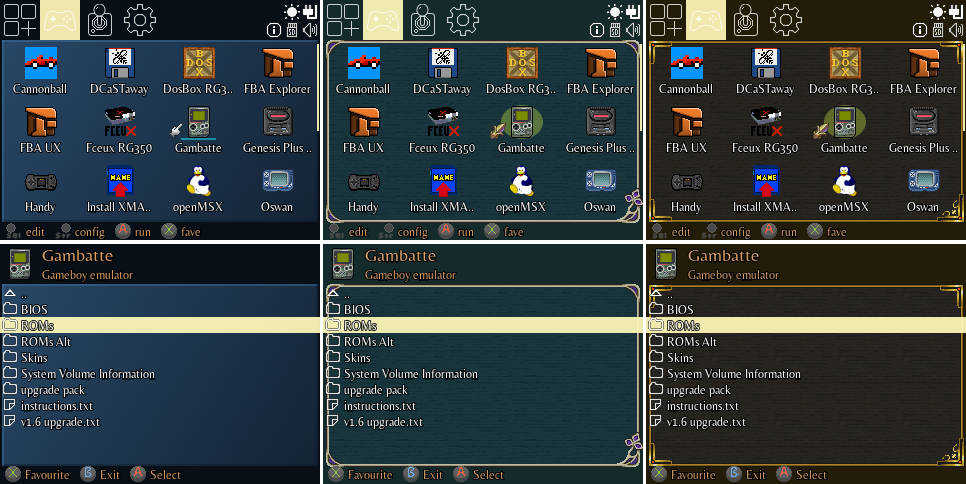 Cannonball DCaSTaway DosBox RG3.. FBA Explorer
FBA UX Fceux RG350 Gambatte Genesis Plus ..
Handy Install XMA.. openMSX Oswan
edit config A run X fave
Cannonball DCaSTaway DosBox RG3.. FBA Explorer
FBA UX Fceux RG350 Gambatte Genesis Plus ..
Handy Install XMA.. openMSX Oswan
edit config A run X fave
Cannonball DCaSTaway DosBox RG3.. FBA Explorer
FBA UX Fceux RG350 Gambatte Genesis Plus ..
Handy Install XMA.. openMSX Oswan
edit config A run X fave
Gambatte
Gameboy emulator
..
BIOS
ROMs
ROMs Alt
Skins
System Volume Information
upgrade pack
instructions.txt
v1.6 upgrade.txt
X Favourite B Exit A Select
Gambatte
Gameboy emulator
..
BIOS
ROMs
ROMs Alt
Skins
System Volume Information
upgrade pack
instructions.txt
v1.6 upgrade.txt
X Favourite B Exit A Select
Gambatte
Gameboy emulator
..
BIOS
ROMs
ROMs Alt
Skins
System Volume Information
upgrade pack
instructions.txt
v1.6 upgrade.txt
X Favourite B Exit A Select